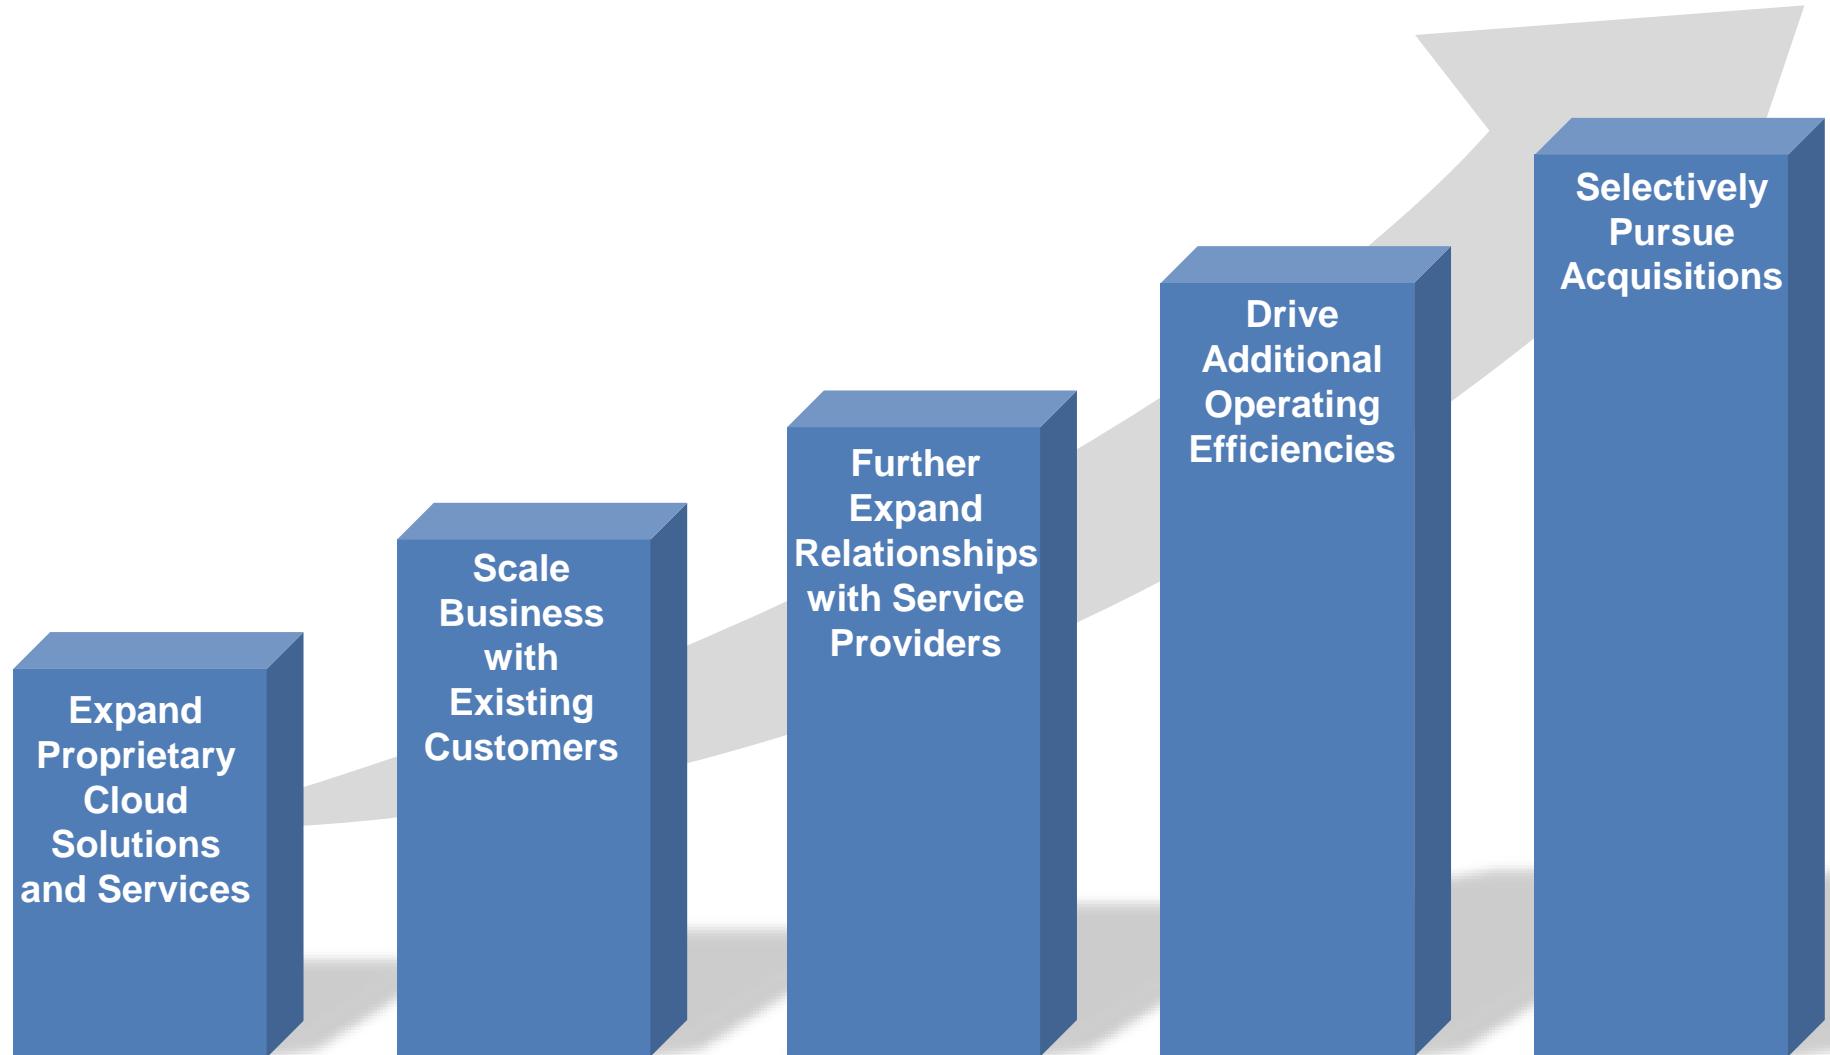 Expand
Proprietary
Cloud
Solutions
and Services
Scale
Business
with
Existing
Customers
Further
Expand
Relationships
with Service
Providers
Drive
Additional
Operating
Efficiencies
Selectively
Pursue
Acquisitions